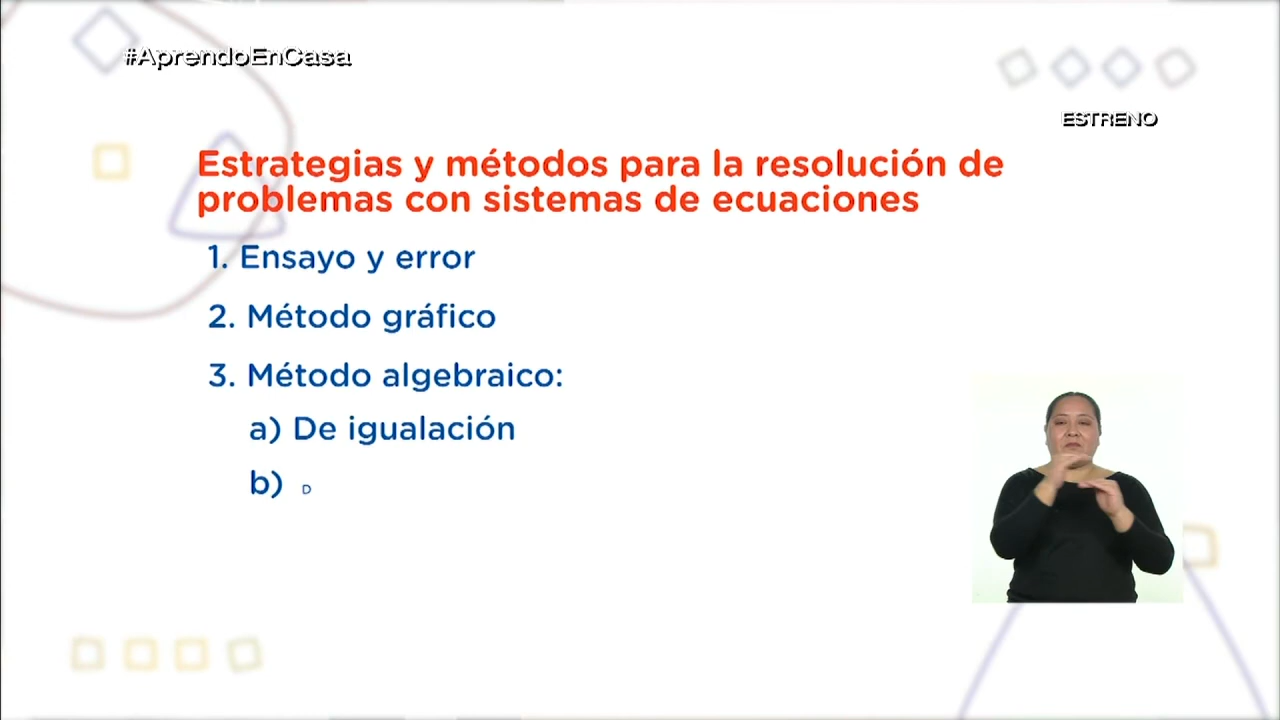 #AprendoEnCasa
ESTRENO
Estrategias y métodos para la resolución de
problemas con sistemas de ecuaciones
1. Ensayo y error
2. Método gráfico
3. Método algebraico:
a) De igualación
b) D